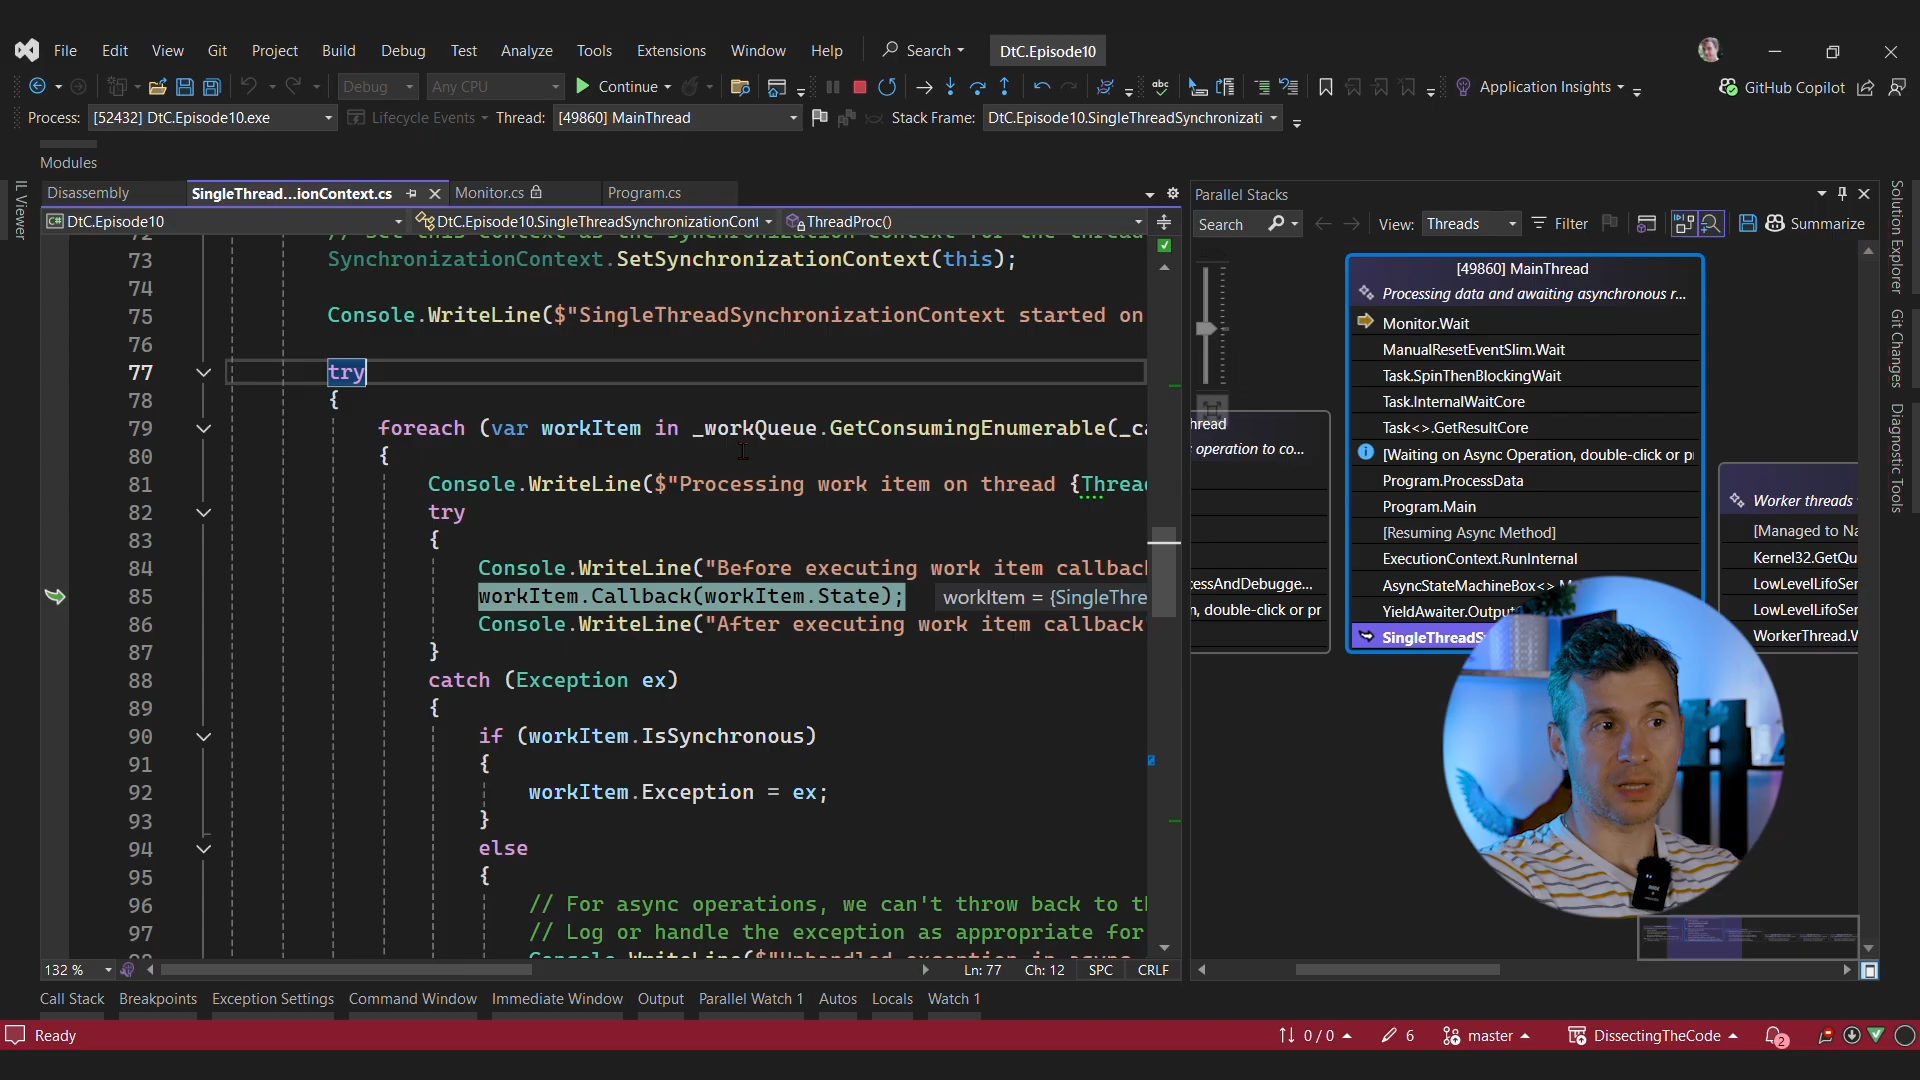 File Edit View Git Project Build Debug Test Analyze Tools Extensions Window Help Search DtC.Episode10
Debug Any CPU Continue Application Insights GitHub Copilot
Process: [52432] DtC.Episode10.exe Lifecycle Events Thread: [49860] MainThread Stack Frame: DtC.Episode10.SingleThreadSynchronizati
Modules
IL Viewer
Disassembly SingleThread...ionContext.cs Monitor.cs Program.cs
DtC.Episode10 DtC.Episode10.SingleThreadSynchronizationCont ThreadProc()
73 SynchronizationContext.SetSynchronizationContext(this);
74
75 Console.WriteLine($"SingleThreadSynchronizationContext started on
76
77 try
78 {
79 foreach (var workItem in _workQueue.GetConsumingEnumerable(_ca
80 {
81 Console.WriteLine($"Processing work item on thread {Threa
82 try
83 {
84 Console.WriteLine("Before executing work item callbac
85 workItem.Callback(workItem.State); workItem = {SingleThre
86 Console.WriteLine("After executing work item callback
87 }
88 catch (Exception ex)
89 {
90 if (workItem.IsSynchronous)
91 {
92 workItem.Exception = ex;
93 }
94 else
95 {
96 // For async operations, we can't throw back to t
97 // Log or handle the exception as appropriate for
132 % Ln: 77 Ch: 12 SPC CRLF
Parallel Stacks
Search View: Threads Filter Summarize
hread
operation to co...
cessAndDebugge...
n, double-click or pr
[49860] MainThread
Processing data and awaiting asynchronous r...
Monitor.Wait
ManualResetEventSlim.Wait
Task.SpinThenBlockingWait
Task.InternalWaitCore
Task<>.GetResultCore
[Waiting on Async Operation, double-click or p
Program.ProcessData
Program.Main
[Resuming Async Method]
ExecutionContext.RunInternal
AsyncStateMachineBox<>.M
YieldAwaiter.Outpu
SingleThreadS
Worker threads
[Managed to Na
Kernel32.GetQu
LowLevelLifoSer
LowLevelLifoSer
WorkerThread.W
Solution Explorer
Git Changes
Diagnostic Tools
Call Stack Breakpoints Exception Settings Command Window Immediate Window Output Parallel Watch 1 Autos Locals Watch 1
Ready 0 / 0 6 master DissectingTheCode 2